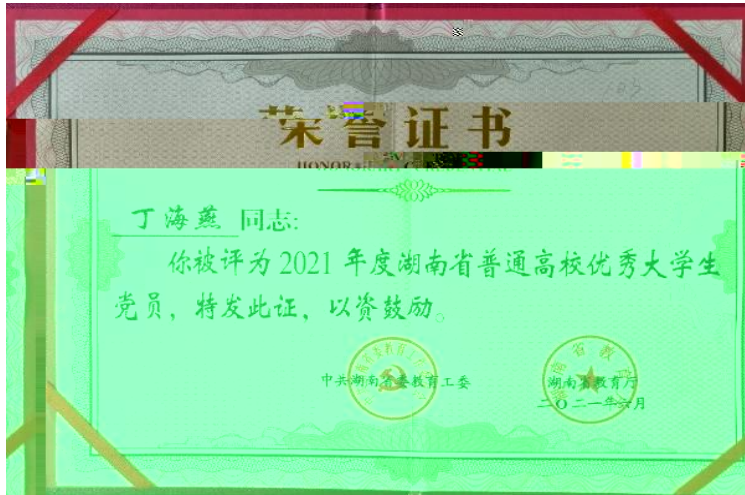 荣誉证书
丁海燕 同志:
你被评为2021年度湖南省普通高校优秀大学生
党员，特发此证，以资鼓励。
中共湖南省委教育工委 湖南省教育厅
二〇二一年六月